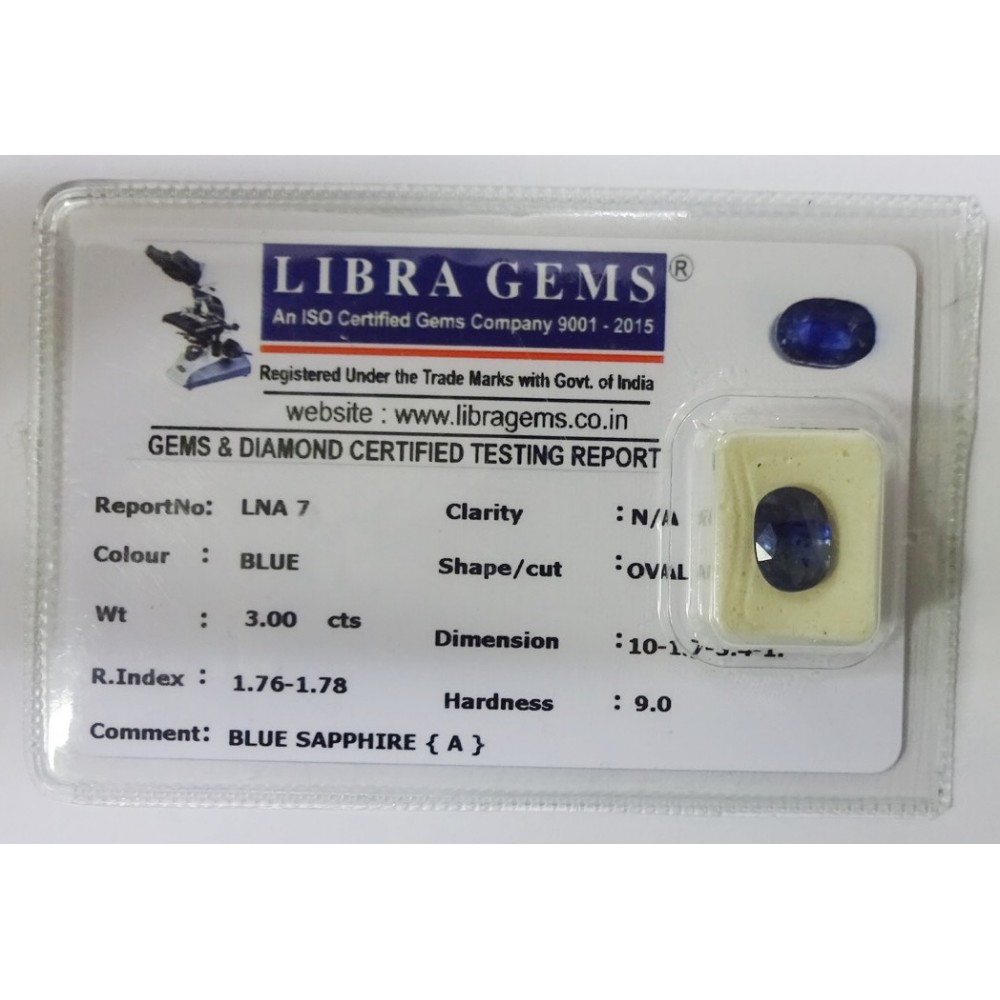 LIBRA GEMS ®
An ISO Certified Gems Company 9001 - 2015
Registered Under the Trade Marks with Govt. of India
website : www.libragems.co.in
GEMS & DIAMOND CERTIFIED TESTING REPORT
ReportNo: LNA 7
Colour : BLUE
Wt : 3.00 cts
R.Index : 1.76-1.78
Comment: BLUE SAPPHIRE { A }
Clarity : N/A
Shape/cut : OVAL
Dimension :
Hardness : 9.0